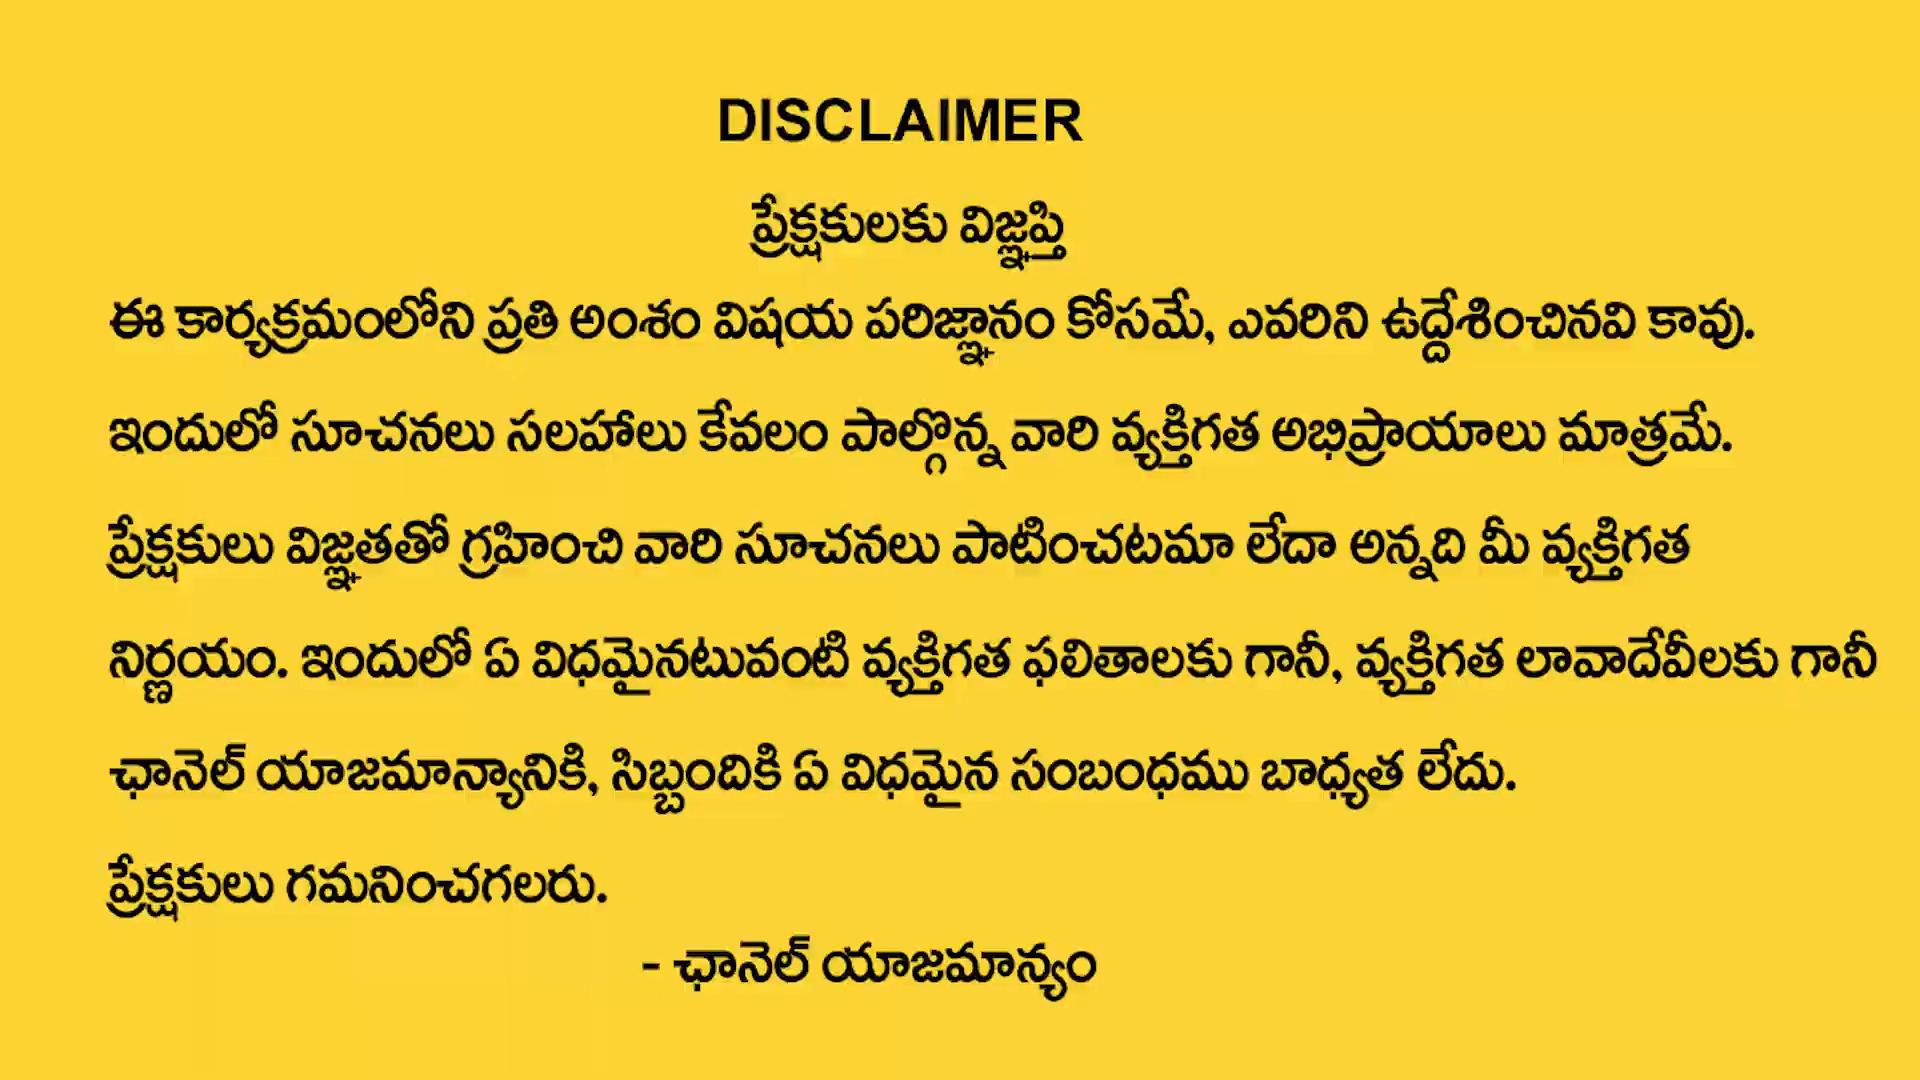 DISCLAIMER
ప్రేక్షకులకు విజ్ఞప్తి
ఈ కార్యక్రమంలోని ప్రతి అంశం విషయ పరిజ్ఞానం కోసమే, ఎవరిని ఉద్దేశించినవి కావు.
ఇందులో సూచనలు సలహాలు కేవలం పాల్గొన్న వారి వ్యక్తిగత అభిప్రాయాలు మాత్రమే.
ప్రేక్షకులు విజ్ఞతతో గ్రహించి వారి సూచనలు పాటించటమా లేదా అన్నది మీ వ్యక్తిగత
నిర్ణయం. ఇందులో ఏ విధమైనటువంటి వ్యక్తిగత ఫలితాలకు గానీ, వ్యక్తిగత లావాదేవీలకు గానీ
ఛానెల్ యాజమాన్యానికి, సిబ్బందికి ఏ విధమైన సంబంధము బాధ్యత లేదు.
ప్రేక్షకులు గమనించగలరు.
- ఛానెల్ యాజమాన్యం